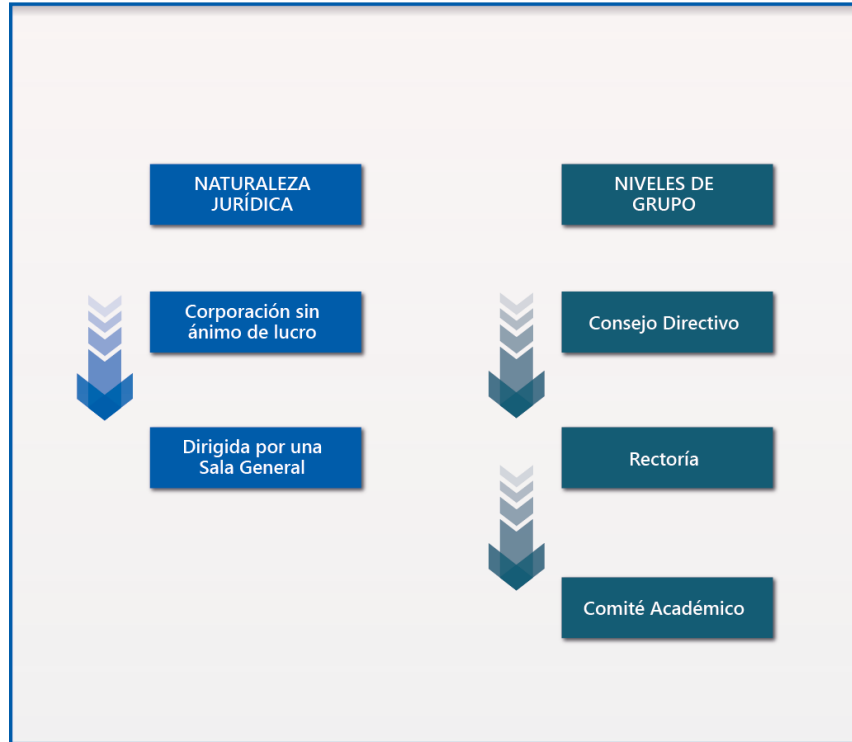 NATURALEZA
JURÍDICA
Corporación sin
ánimo de lucro
Dirigida por una
Sala General
NIVELES DE
GRUPO
Consejo Directivo
Rectoría
Comité Académico